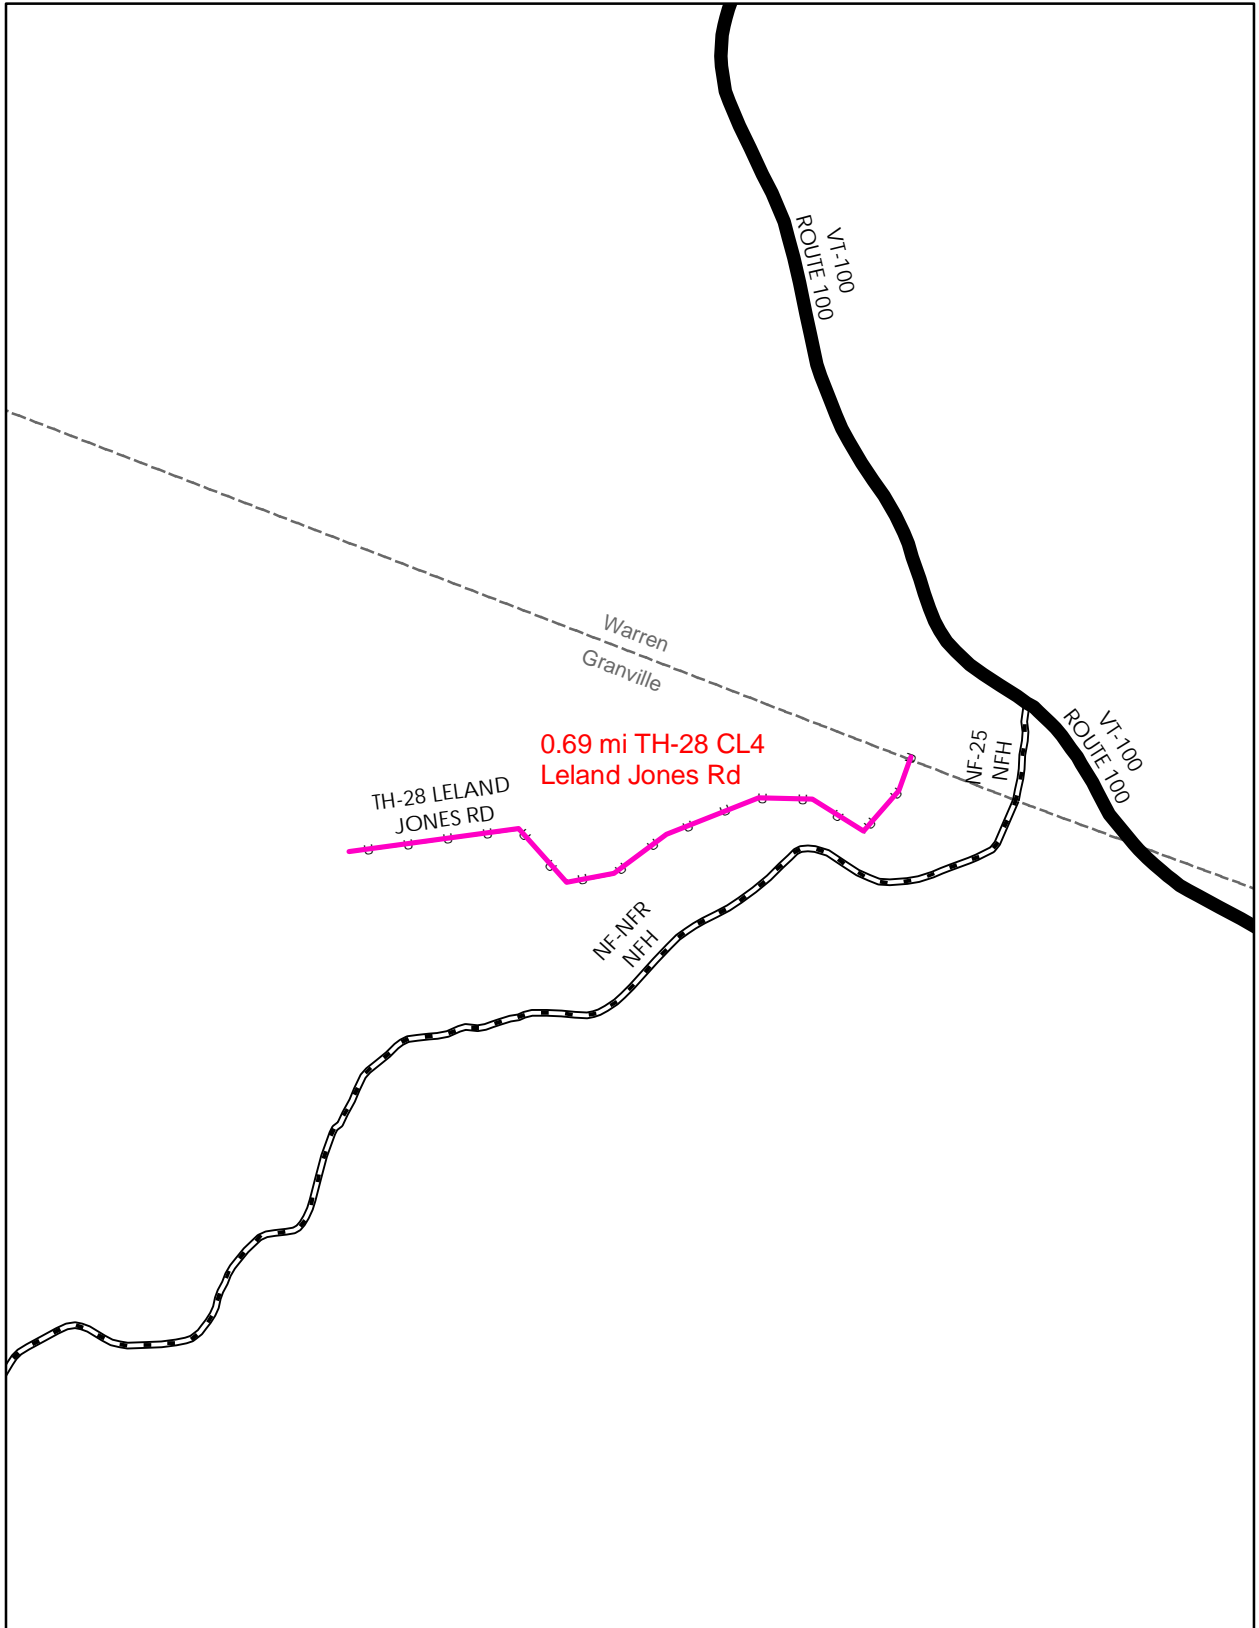 VT-100
ROUTE 100
Warren
Granville
VT-100
ROUTE 100
NF-25
NFH
0.69 mi TH-28 CL4
Leland Jones Rd
TH-28 LELAND
JONES RD
NF-NFR
NFH